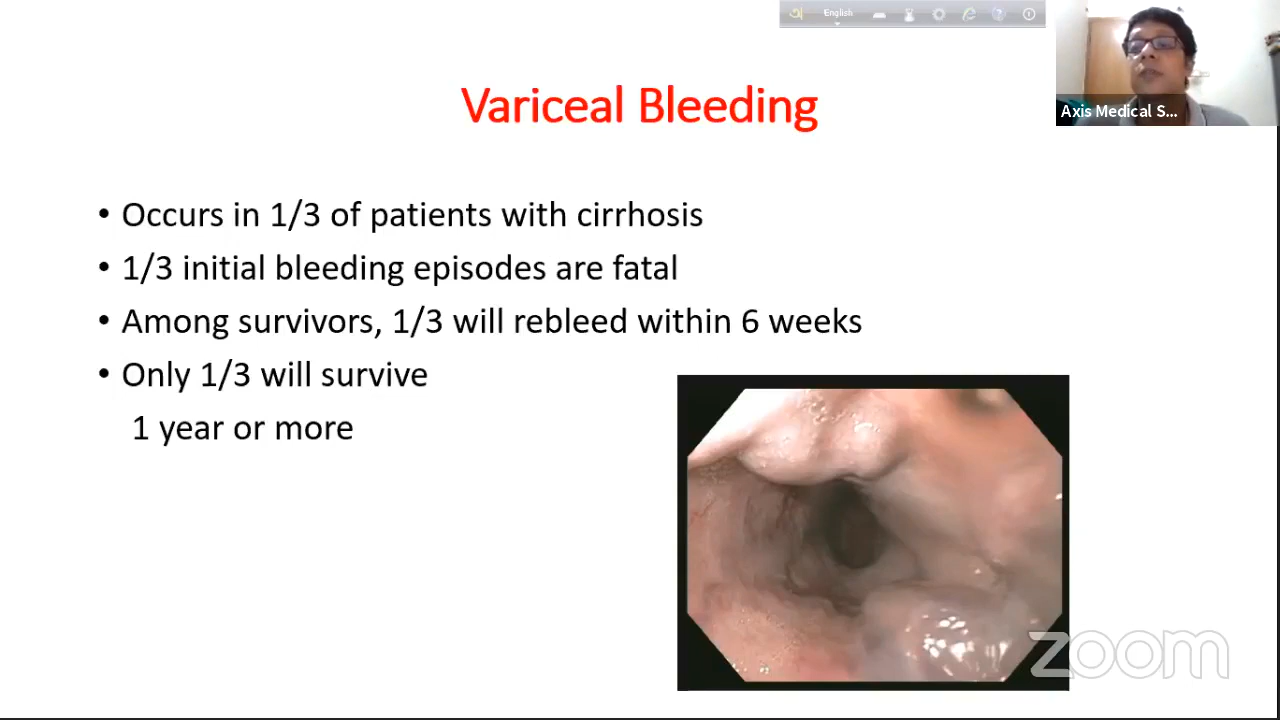 অ
English
Axis Medical S...
Variceal Bleeding
• Occurs in 1/3 of patients with cirrhosis
• 1/3 initial bleeding episodes are fatal
• Among survivors, 1/3 will rebleed within 6 weeks
• Only 1/3 will survive
1 year or more
zoom